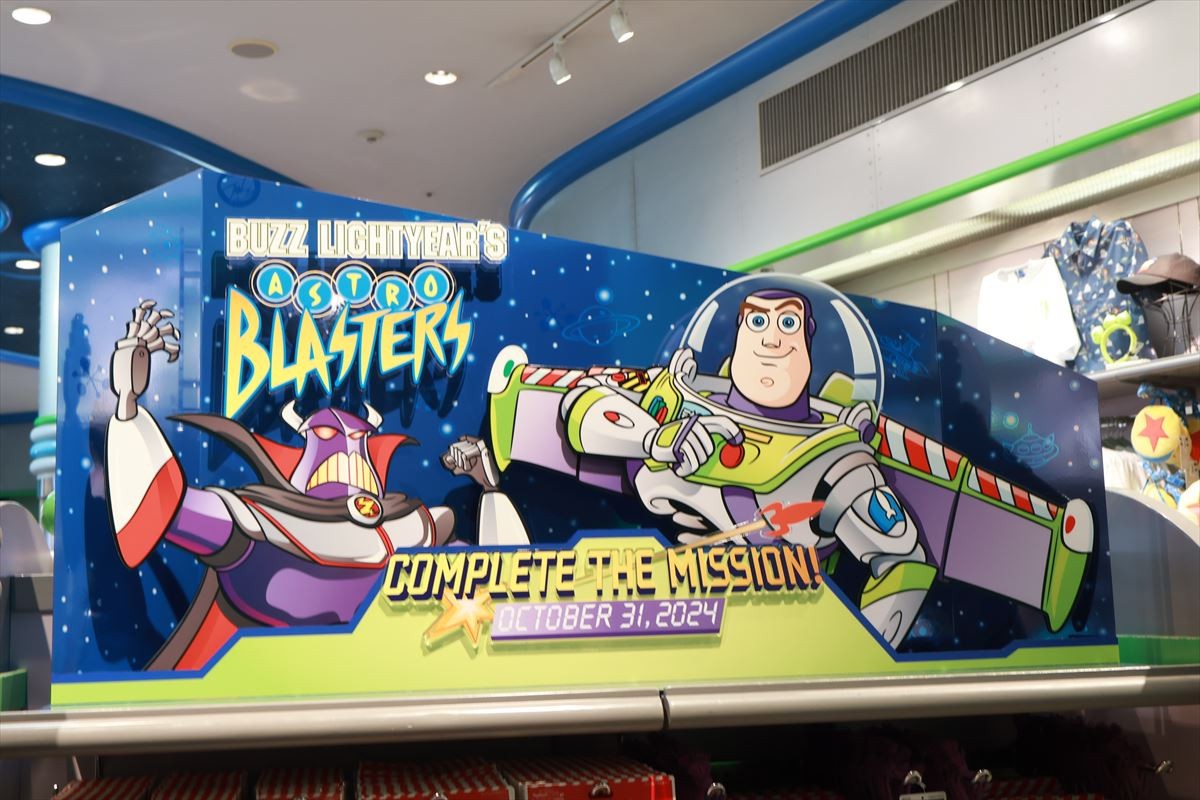 BUZZ LIGHTYEAR'S
ASTRO
BLASTERS
Z
COMPLETE THE MISSION!
OCTOBER 31, 2024